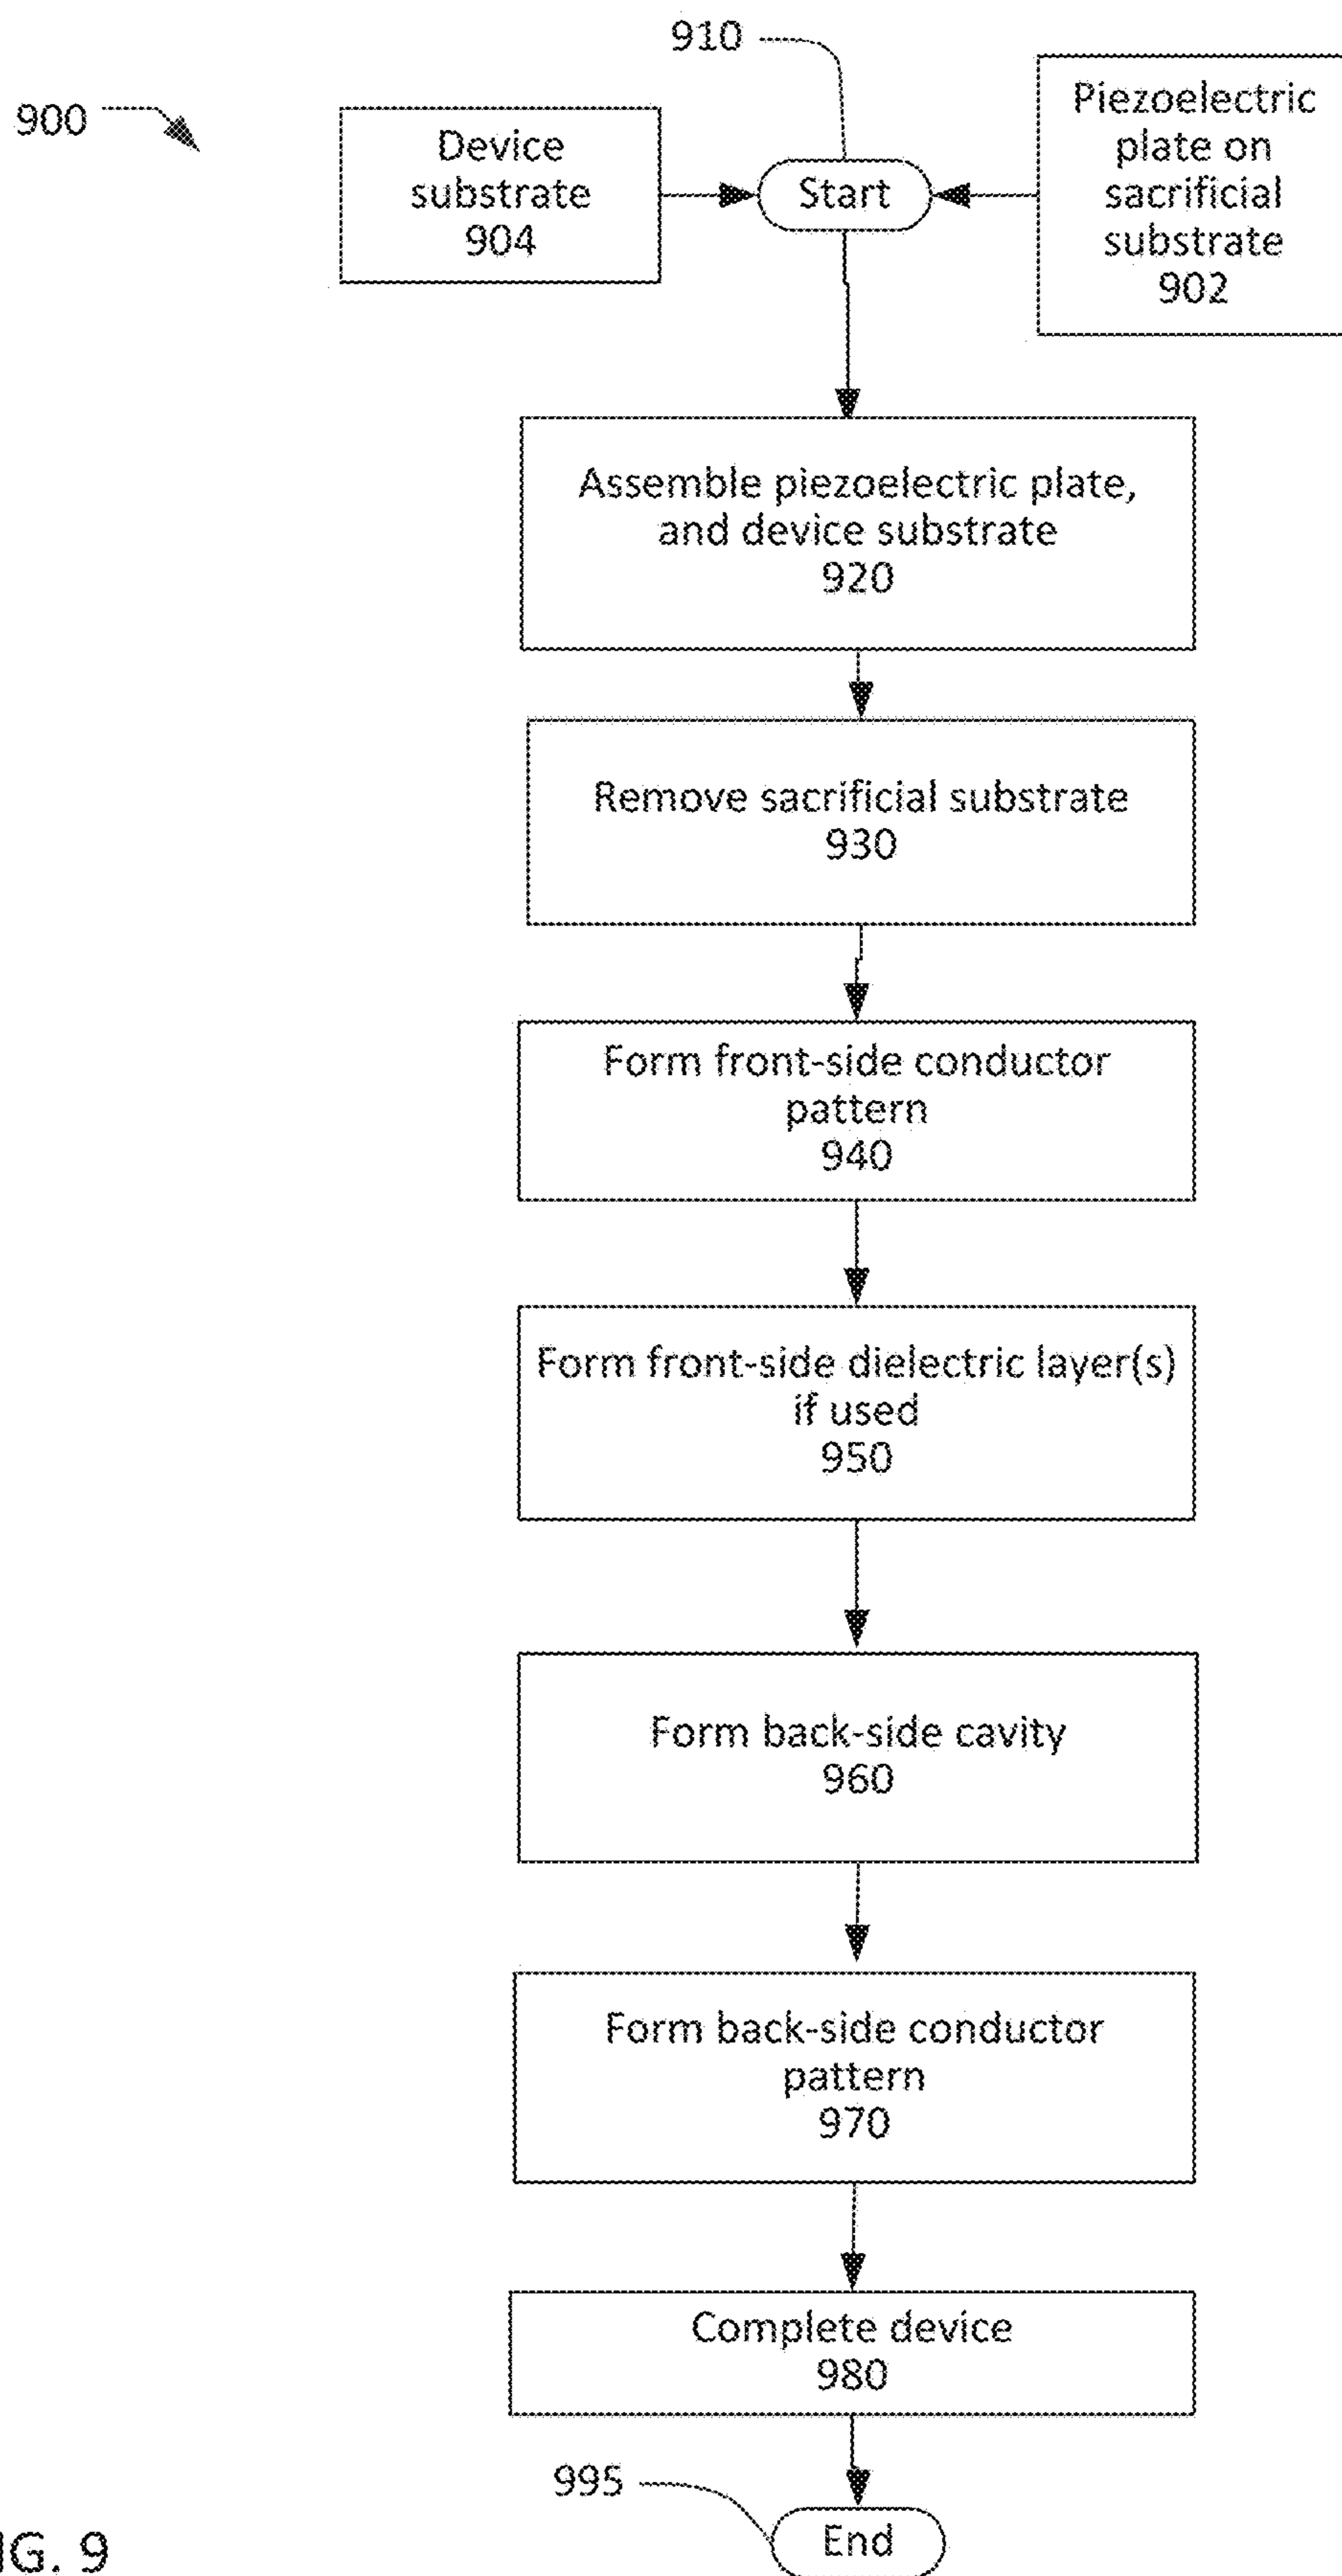 910
900
Device
substrate
904
Start
Piezoelectric
plate on
sacrificial
substrate
902
Assemble piezoelectric plate,
and device substrate
920
Remove sacrificial substrate
930
Form front-side conductor
pattern
940
Form front-side dielectric layer(s)
if used
950
Form back-side cavity
960
Form back-side conductor
pattern
970
Complete device
980
995
End
IG. 9